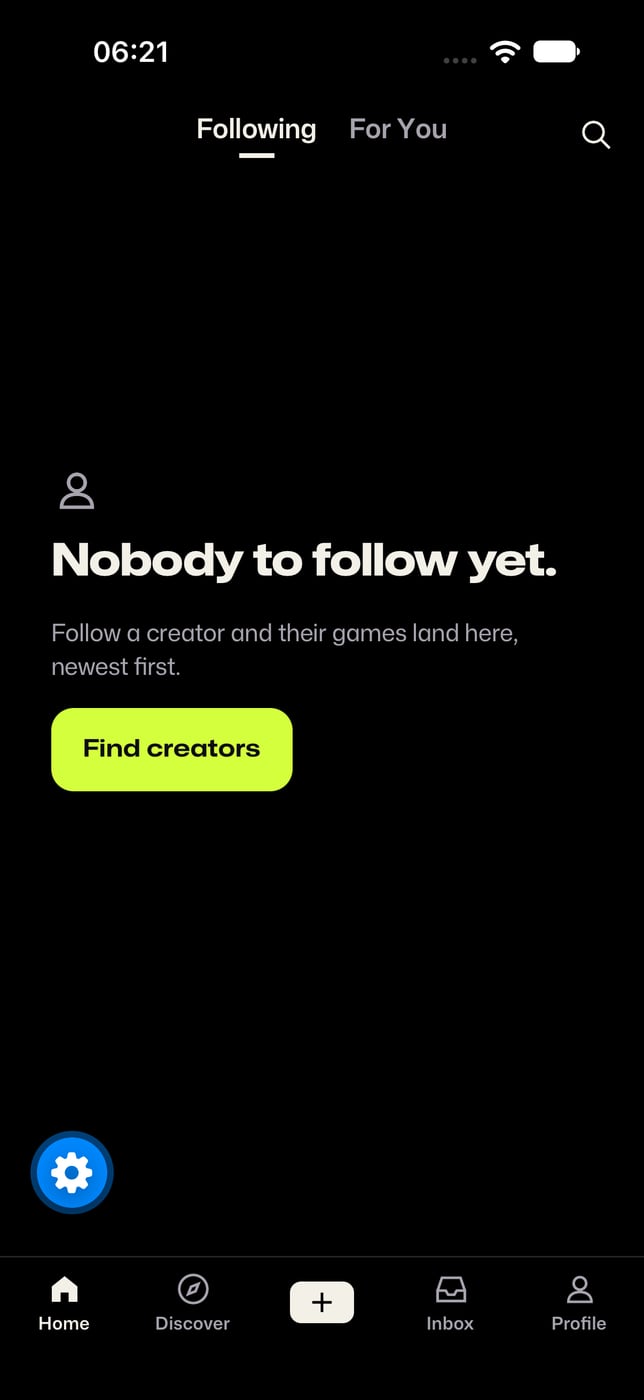 06:21
Following
For You
Nobody to follow yet.
Follow a creator and their games land here,
newest first.
Find creators
Home
Discover
Inbox
Profile